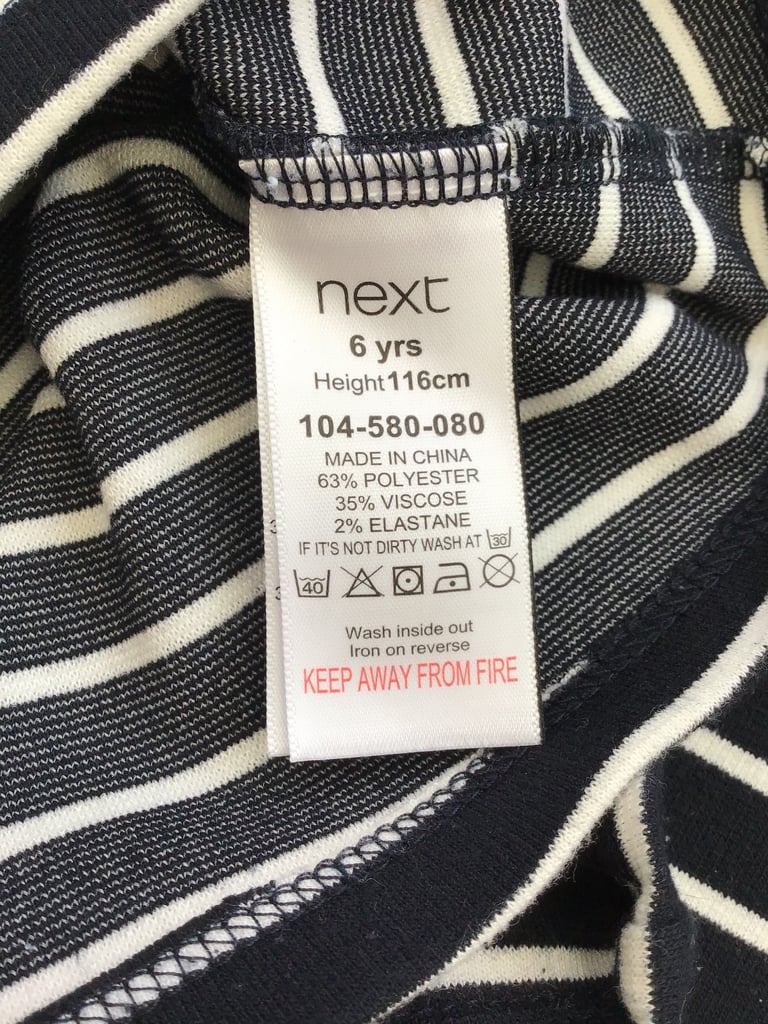 next
6 yrs
Height116cm
104-580-080
MADE IN CHINA
63% POLYESTER
35% VISCOSE
2% ELASTANE
IF IT'S NOT DIRTY WASH AT 30
40
Wash inside out
Iron on reverse
KEEP AWAY FROM FIRE